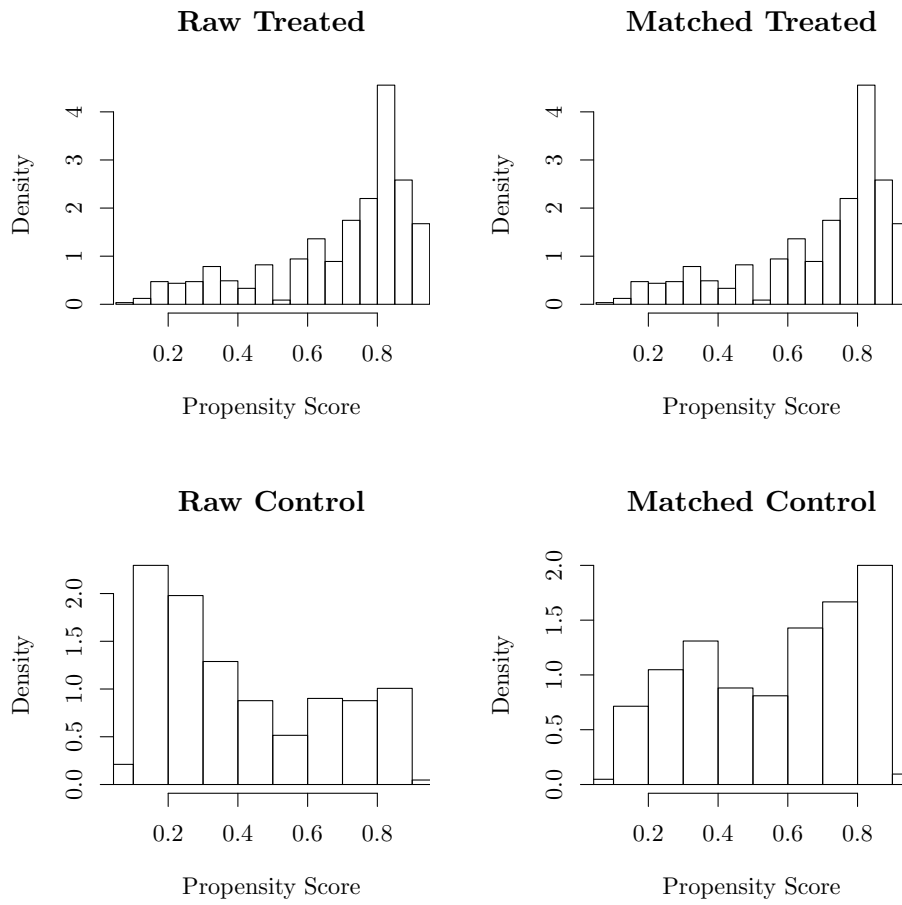 Raw Treated
Density
0 1 2 3 4
0.2 0.4 0.6 0.8
Propensity Score
Matched Treated
Density
0 1 2 3 4
0.2 0.4 0.6 0.8
Propensity Score
Raw Control
Density
0.0 0.5 1.0 1.5 2.0
0.2 0.4 0.6 0.8
Propensity Score
Matched Control
Density
0.0 0.5 1.0 1.5 2.0
0.2 0.4 0.6 0.8
Propensity Score